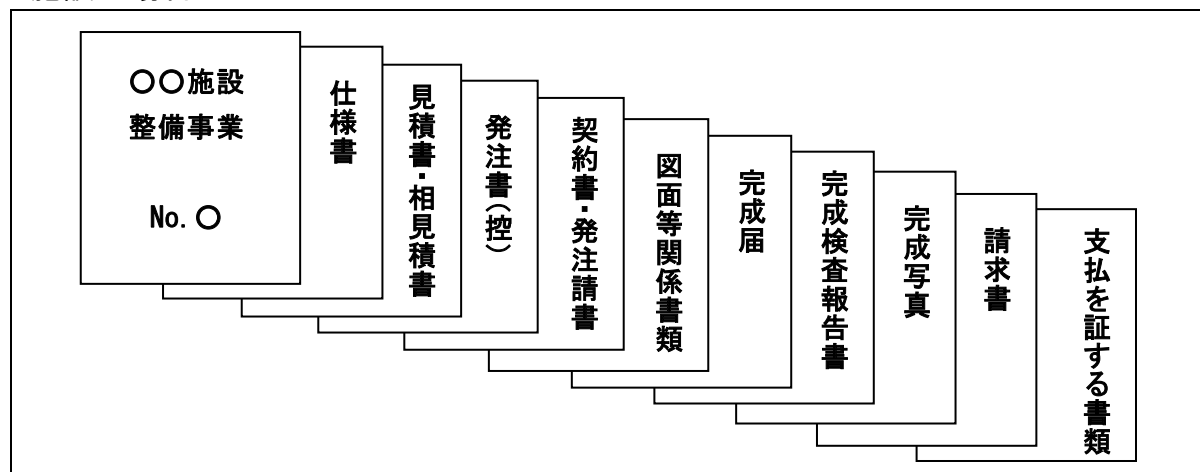 〇〇施設
整備事業
No. 〇
仕様書
見積書・相見積書
発注書（控）
契約書・発注請書
図面等関係書類
完成届
完成検査報告書
完成写真
請求書
支払を証する書類